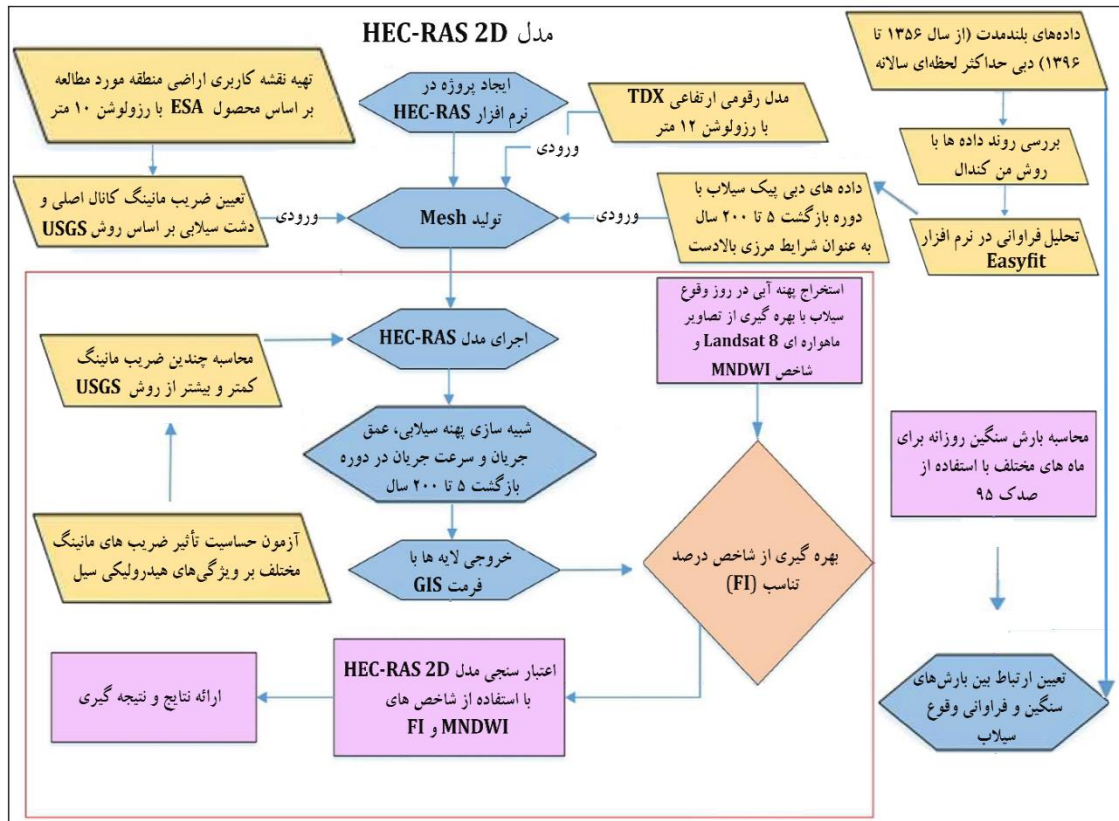 مدل HEC-RAS 2D
داده‌های بلندمدت (از سال ۱۳۵۶ تا
۱۳۹۶) دبی حداکثر لحظه‌ای سالانه
بررسی روند داده ها با
روش من کندال
تحلیل فراوانی در نرم افزار
Easyfit
ایجاد پروژه در
نرم افزار HEC-RAS
مدل رقومی ارتفاعی TDX
با رزولوشن ۱۲ متر
ورودی
تهیه نقشه کاربری اراضی منطقه مورد مطالعه
بر اساس محصول ESA با رزولوشن ۱۰ متر
داده های دبی پیک سیلاب با
دوره بازگشت ۵ تا ۲۰۰ سال
به عنوان شرایط مرزی بالادست
ورودی
تولید Mesh
ورودی
تعیین ضریب مانینگ کانال اصلی و
دشت سیلابی بر اساس روش USGS
استخراج پهنه آبی در روز وقوع
سیلاب با بهره گیری از تصاویر
ماهواره ای Landsat 8 و
شاخص MNDWI
اجرای مدل HEC-RAS
محاسبه چندین ضریب مانینگ
کمتر و بیشتر از روش USGS
شبیه سازی پهنه سیلابی، عمق
جریان و سرعت جریان در دوره
بازگشت ۵ تا ۲۰۰ سال
آزمون حساسیت تأثیر ضریب های مانینگ
مختلف بر ویژگی‌های هیدرولیکی سیل
خروجی لایه ها با
فرمت GIS
بهره گیری از شاخص درصد
تناسب (FI)
اعتبار سنجی مدل HEC-RAS 2D
با استفاده از شاخص های
MNDWI و FI
ارائه نتایج و نتیجه گیری
محاسبه بارش سنگین روزانه برای
ماه های مختلف با استفاده از
صدک ۹۵
تعیین ارتباط بین بارش‌های
سنگین و فراوانی وقوع
سیلاب